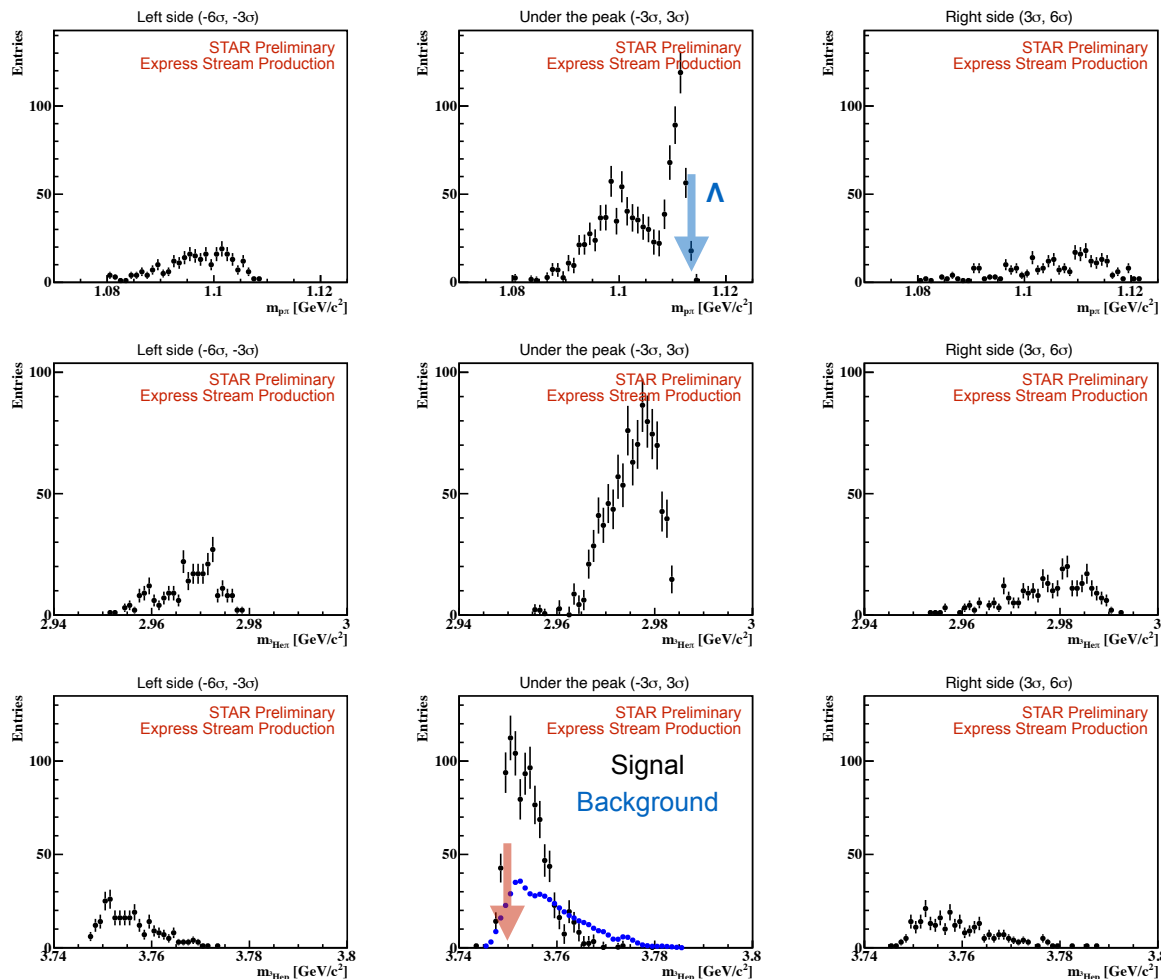 Left side (-6σ, -3σ)
Entries
STAR Preliminary
Express Stream Production
100
50
0
1.08
1.1
1.12
m_pπ [GeV/c²]
Under the peak (-3σ, 3σ)
Entries
STAR Preliminary
Express Stream Production
100
50
0
Λ
1.08
1.1
1.12
m_pπ [GeV/c²]
Right side (3σ, 6σ)
Entries
STAR Preliminary
Express Stream Production
100
50
0
1.08
1.1
1.12
m_pπ [GeV/c²]
Left side (-6σ, -3σ)
Entries
STAR Preliminary
Express Stream Production
100
50
0
2.94
2.96
2.98
3
m_³Heπ [GeV/c²]
Under the peak (-3σ, 3σ)
Entries
STAR Preliminary
Express Stream Production
100
50
0
2.94
2.96
2.98
3
m_³Heπ [GeV/c²]
Right side (3σ, 6σ)
Entries
STAR Preliminary
Express Stream Production
100
50
0
2.94
2.96
2.98
3
m_³Heπ [GeV/c²]
Left side (-6σ, -3σ)
Entries
STAR Preliminary
Express Stream Production
100
50
0
3.74
3.76
3.78
3.8
m_³Hep [GeV/c²]
Under the peak (-3σ, 3σ)
Entries
STAR Preliminary
Express Stream Production
Signal
Background
100
50
0
3.74
3.76
3.78
3.8
m_³Hep [GeV/c²]
Right side (3σ, 6σ)
Entries
STAR Preliminary
Express Stream Production
100
50
0
3.74
3.76
3.78
3.8
m_³Hep [GeV/c²]